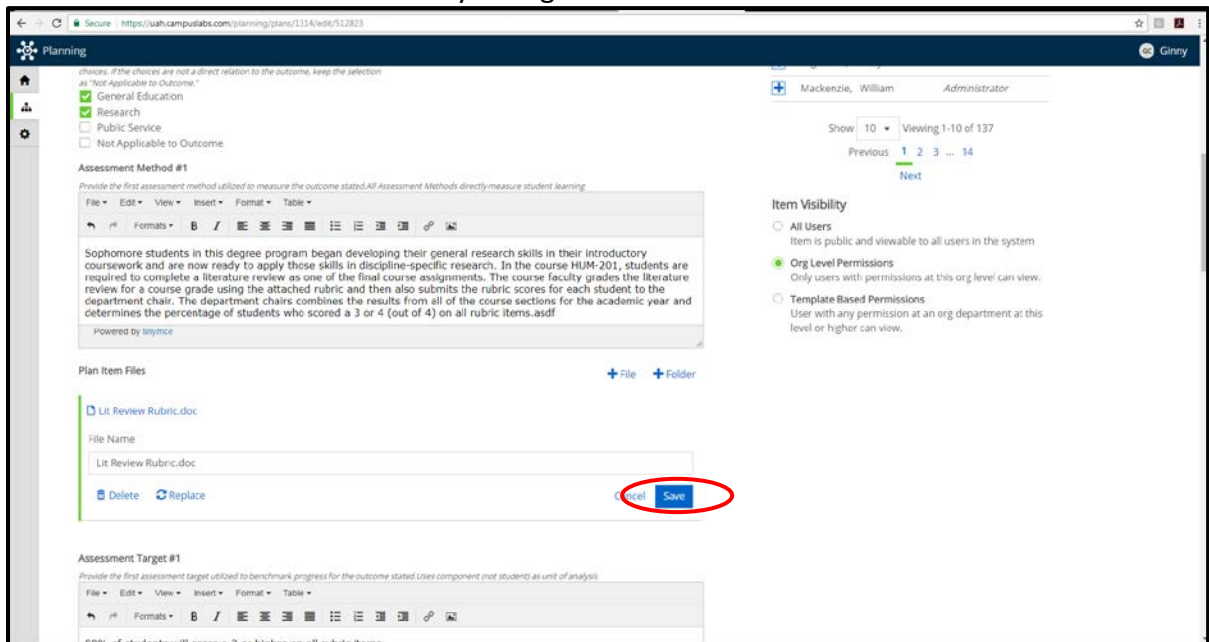 Secure https://uah.campuslabs.com/planning/plans/1314/edit/512823
Planning
GC Ginny
choices. If the choices are not a direct relation to the outcome, keep the selection
as "Not Applicable to Outcome."
General Education
Research
Public Service
Not Applicable to Outcome
Assessment Method #1
Provide the first assessment method utilized to measure the outcome stated.All Assessment Methods directly measure student learning
File Edit View Insert Format Table
Formats B I
Sophomore students in this degree program began developing their general research skills in their introductory
coursework and are now ready to apply those skills in discipline-specific research. In the course HUM-201, students are
required to complete a literature review as one of the final course assignments. The course faculty grades the literature
review for a course grade using the attached rubric and then also submits the rubric scores for each student to the
department chair. The department chairs combines the results from all of the course sections for the academic year and
determines the percentage of students who scored a 3 or 4 (out of 4) on all rubric items.asdf
Powered by tinymce
Plan Item Files
File Folder
Lit Review Rubric.doc
File Name
Lit Review Rubric.doc
Delete Replace
Cancel Save
Assessment Target #1
Provide the first assessment target utilized to benchmark progress for the outcome stated.Uses component (not student) as unit of analysis
File Edit View Insert Format Table
Formats B I
Mackenzie, William Administrator
Show 10 Viewing 1-10 of 137
Previous 1 2 3 ... 14
Next
Item Visibility
All Users
Item is public and viewable to all users in the system
Org Level Permissions
Only users with permissions at this org level can view.
Template Based Permissions
User with any permission at an org department at this
level or higher can view.